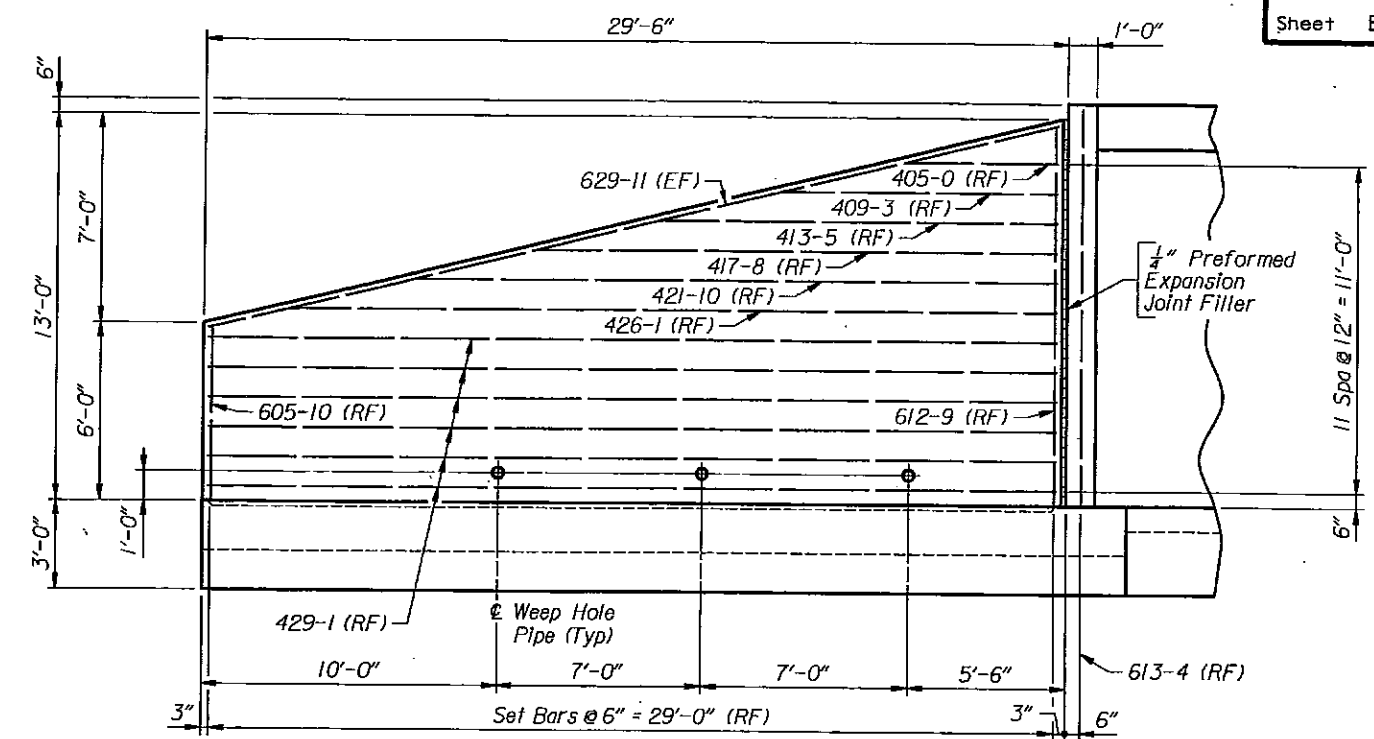 Sheet
29'-6"
1'-0"
6"
13'-0"
7'-0"
6'-0"
1'-0"
3'-0"
629-11 (EF)
405-0 (RF)
409-3 (RF)
413-5 (RF)
417-8 (RF)
421-10 (RF)
426-1 (RF)
1/4" Preformed
Expansion
Joint Filler
11 Spa @ 12" = 11'-0"
6"
605-10 (RF)
612-9 (RF)
429-1 (RF)
℄ Weep Hole
Pipe (Typ)
10'-0"
7'-0"
7'-0"
5'-6"
613-4 (RF)
3"
Set Bars @ 6" = 29'-0" (RF)
3"
6"